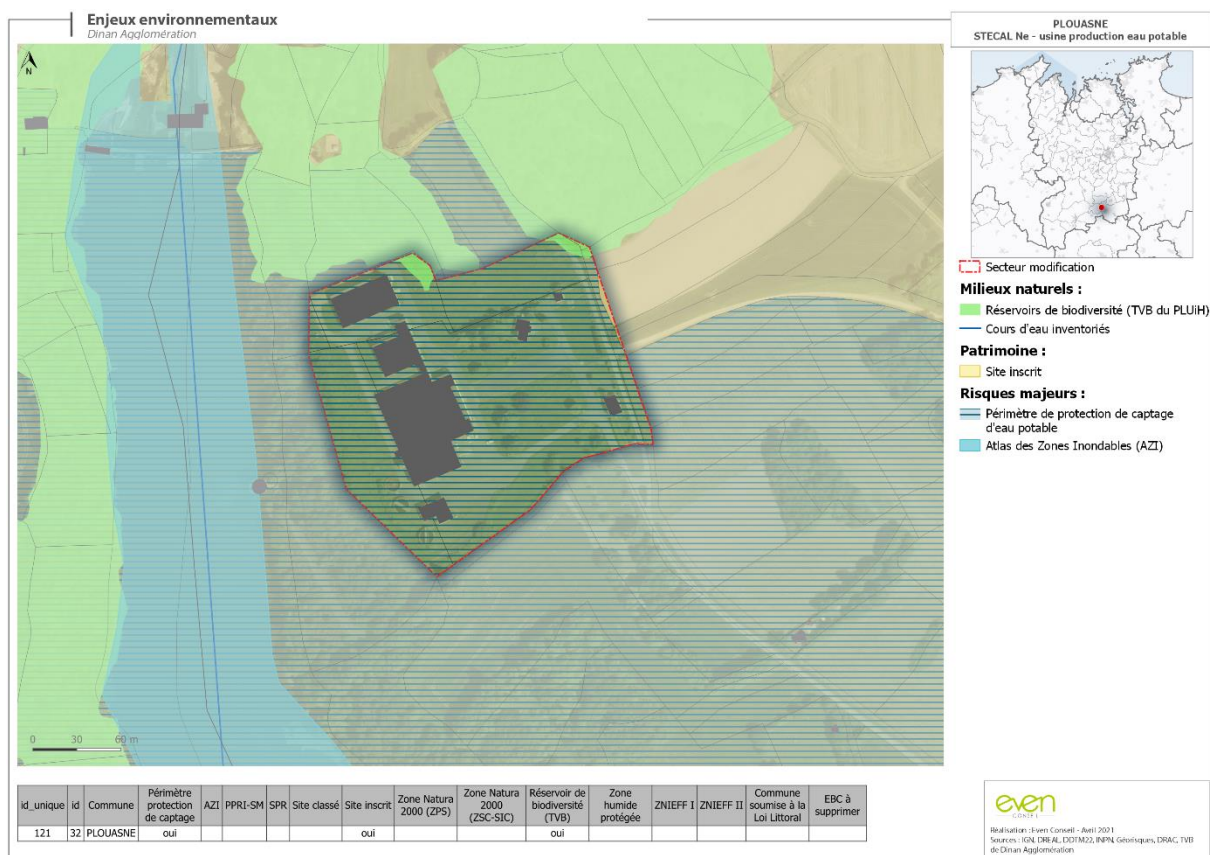 Enjeux environnementaux
Dinan Agglomération
PLOUASNE
STECAL Ne - usine production eau potable
N
Secteur modification
Milieux naturels :
Réservoirs de biodiversité (TVB du PLUiH)
Cours d'eau inventoriés
Patrimoine :
Site inscrit
Risques majeurs :
Périmètre de protection de captage
d'eau potable
Atlas des Zones Inondables (AZI)
0 30 60 m
id_unique id Commune Périmètre protection de captage AZI PPRI-SM SPR Site classé Site inscrit Zone Natura 2000 (ZPS) Zone Natura 2000 (ZSC-SIC) Réservoir de biodiversité (TVB) Zone humide protégée ZNIEFF I ZNIEFF II Commune soumise à la Loi Littoral EBC à supprimer
121 32 PLOUASNE oui oui oui
even
CONSEIL
Réalisation : Even Conseil - Avril 2021
Sources : IGN, DREAL, DDTM22, INPN, Géorisques, DRAC, TVB
de Dinan Agglomération